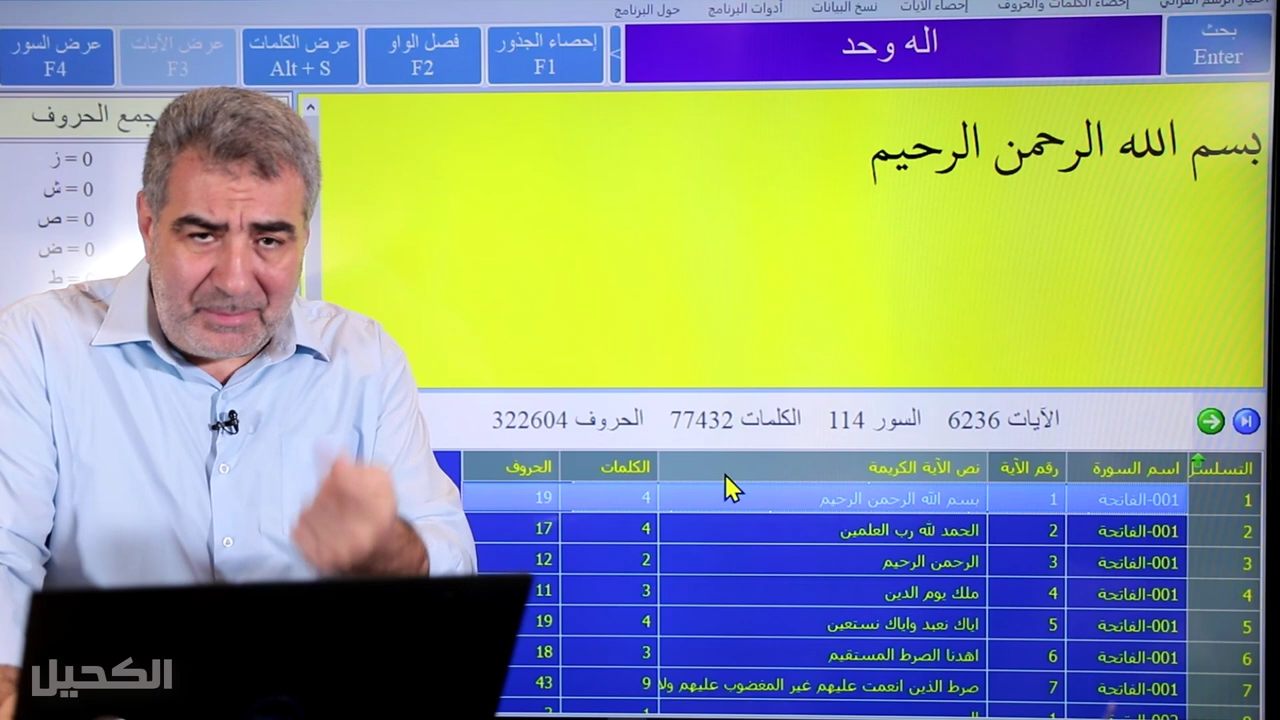 اختيار الرسم القرآني إحصاء الكلمات والحروف إحصاء الآيات نسخ البيانات أدوات البرنامج حول البرنامج
بحث
Enter
اله وحد
<
إحصاء الجذور
F1
فصل الواو
F2
عرض الكلمات
Alt + S
عرض الآيات
F3
عرض السور
F4
جمع الحروف
ز = 0
ش = 0
ص = 0
ض = 0
ط =
بسم الله الرحمن الرحيم
الآيات 6236 السور 114 الكلمات 77432 الحروف 322604
التسلسل اسم السورة رقم الآية نص الآية الكريمة الكلمات الحروف
1 001-الفاتحة 1 بسم الله الرحمن الرحيم 4 19
2 001-الفاتحة 2 الحمد لله رب العلمين 4 17
3 001-الفاتحة 3 الرحمن الرحيم 2 12
4 001-الفاتحة 4 ملك يوم الدين 3 11
5 001-الفاتحة 5 اياك نعبد واياك نستعين 4 19
6 001-الفاتحة 6 اهدنا الصرط المستقيم 3 18
7 001-الفاتحة 7 صرط الذين انعمت عليهم غير المغضوب عليهم ولا 9 43
الكحيل